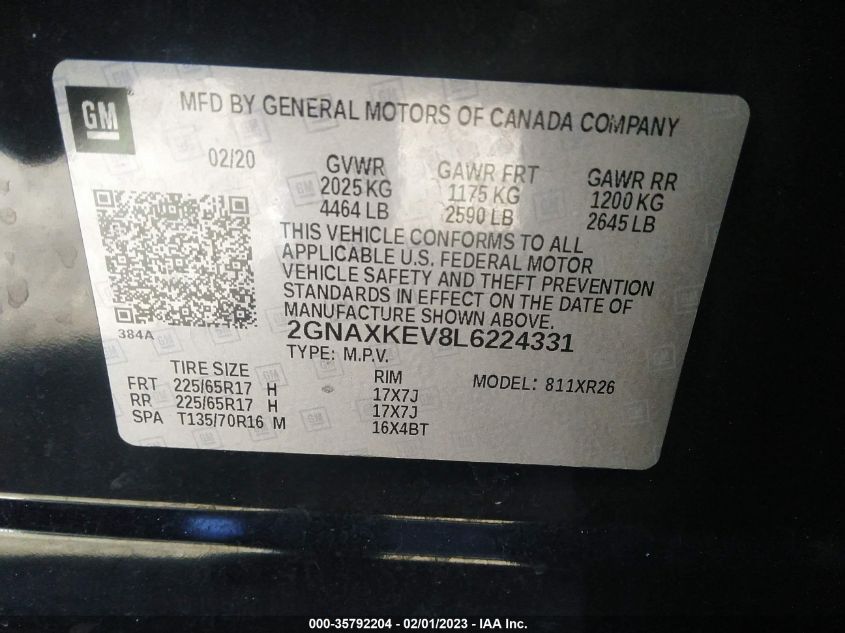 GM
MFD BY GENERAL MOTORS OF CANADA COMPANY
02/20
GVWR
2025 KG
4464 LB
GAWR FRT
1175 KG
2590 LB
GAWR RR
1200 KG
2645 LB
THIS VEHICLE CONFORMS TO ALL
APPLICABLE U.S. FEDERAL MOTOR
VEHICLE SAFETY AND THEFT PREVENTION
STANDARDS IN EFFECT ON THE DATE OF
MANUFACTURE SHOWN ABOVE.
384A
2GNAXKEV8L6224331
TYPE: M.P.V.
TIRE SIZE
RIM
MODEL: 811XR26
FRT 225/65R17 H 17X7J
RR 225/65R17 H 17X7J
SPA T135/70R16 M 16X4BT
000-35792204 - 02/01/2023 - IAA Inc.